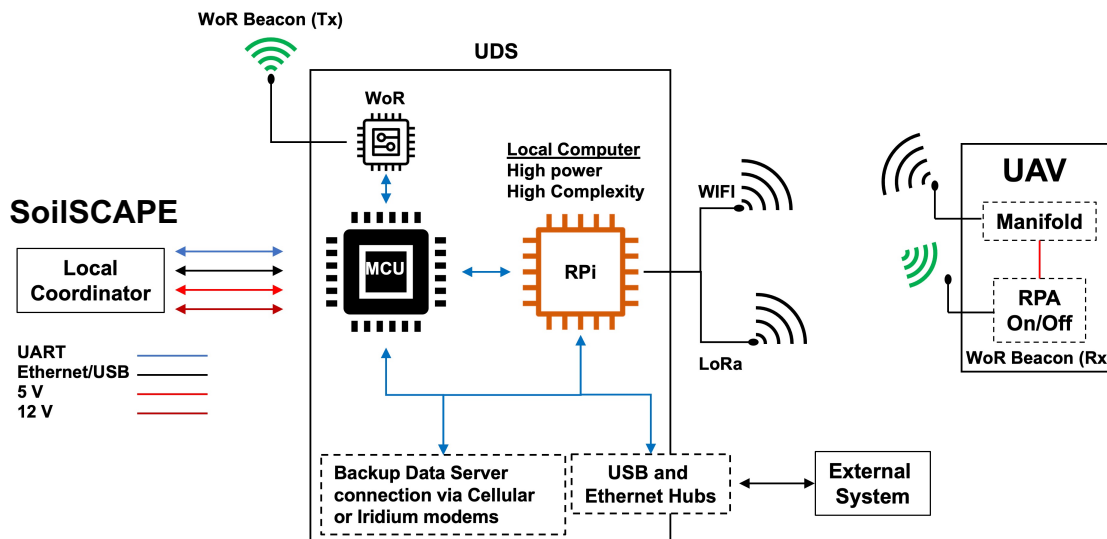 WoR Beacon (Tx)
UDS
WoR
Local Computer
High power
High Complexity
WIFI
UAV
Manifold
SoilSCAPE
Local
Coordinator
MCU
RPi
RPA
On/Off
WoR Beacon (Rx
LoRa
UART
Ethernet/USB
5 V
12 V
Backup Data Server
connection via Cellular
or Iridium modems
USB and
Ethernet Hubs
External
System